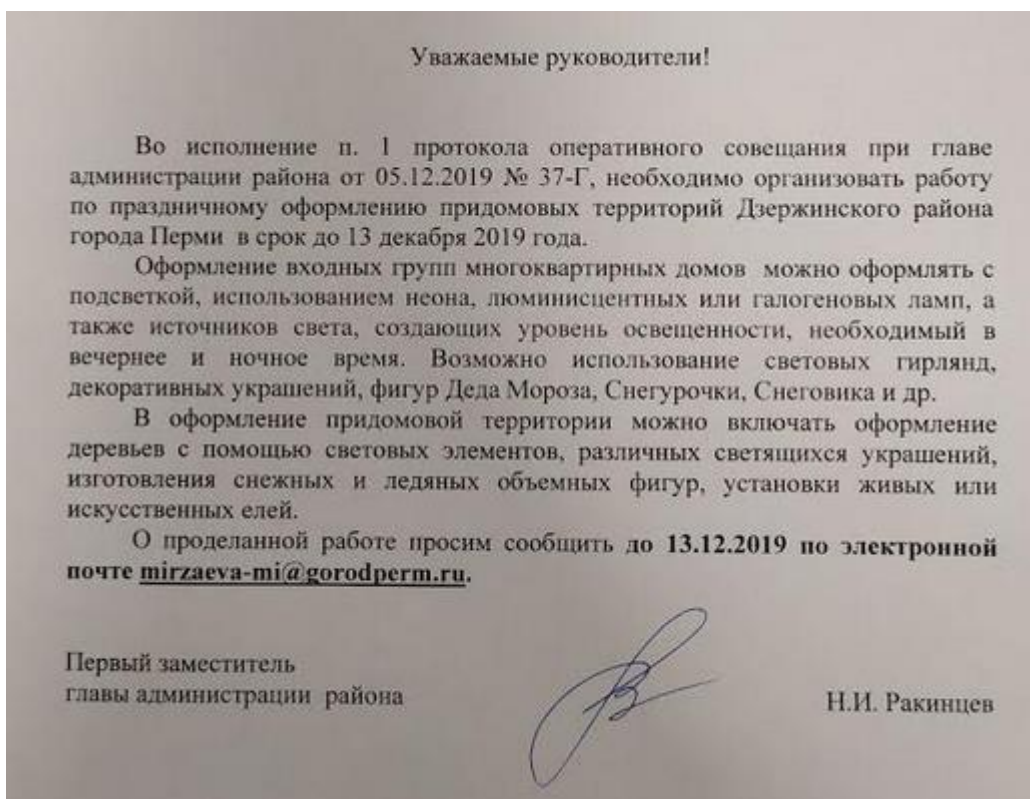 Уважаемые руководители!
Во исполнение п. 1 протокола оперативного совещания при главе
администрации района от 05.12.2019 № 37-Г, необходимо организовать работу
по праздничному оформлению придомовых территорий Дзержинского района
города Перми в срок до 13 декабря 2019 года.
Оформление входных групп многоквартирных домов можно оформлять с
подсветкой, использованием неона, люминисцентных или галогеновых ламп, а
также источников света, создающих уровень освещенности, необходимый в
вечернее и ночное время. Возможно использование световых гирлянд,
декоративных украшений, фигур Деда Мороза, Снегурочки, Снеговика и др.
В оформление придомовой территории можно включать оформление
деревьев с помощью световых элементов, различных светящихся украшений,
изготовления снежных и ледяных объемных фигур, установки живых или
искусственных елей.
О проделанной работе просим сообщить до 13.12.2019 по электронной
почте mirzaeva-mi@gorodperm.ru.
Первый заместитель
главы администрации района
Н.И. Ракинцев